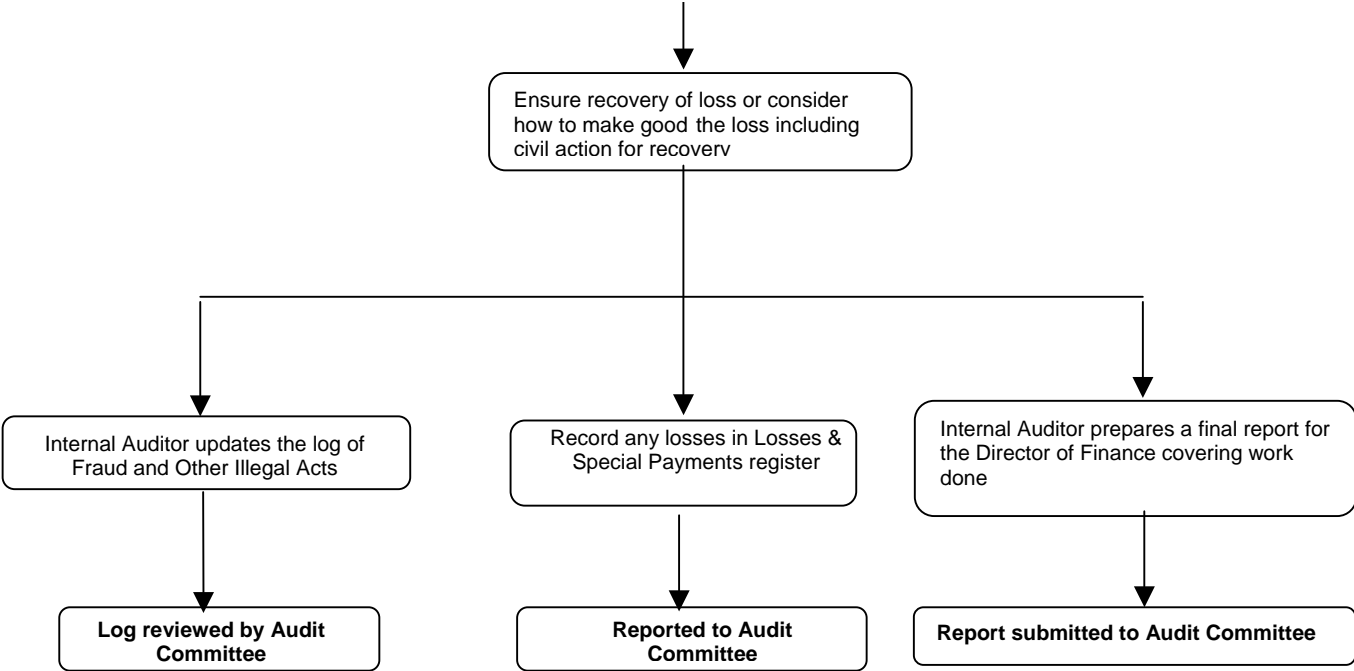 Ensure recovery of loss or consider
how to make good the loss including
civil action for recovery
Internal Auditor updates the log of
Fraud and Other Illegal Acts
Record any losses in Losses &
Special Payments register
Internal Auditor prepares a final report for
the Director of Finance covering work
done
Log reviewed by Audit
Committee
Reported to Audit
Committee
Report submitted to Audit Committee